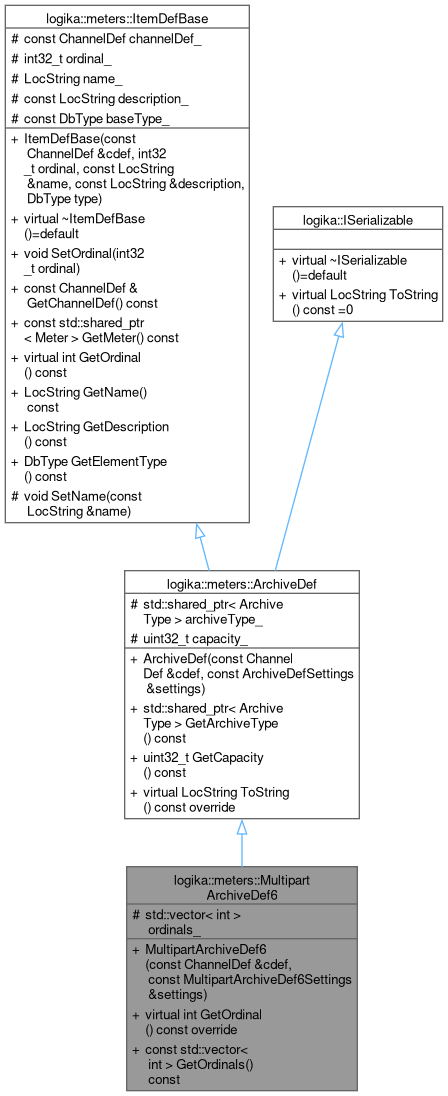 logika::meters::ItemDefBase
# const ChannelDef channelDef_
# int32_t ordinal_
# LocString name_
# const LocString description_
# const DbType baseType_
+ ItemDefBase(const
ChannelDef &cdef, int32
_t ordinal, const LocString
&name, const LocString &description,
DbType type)
+ virtual ~ItemDefBase
()=default
+ void SetOrdinal(int32
_t ordinal)
+ const ChannelDef &
GetChannelDef() const
+ const std::shared_ptr
< Meter > GetMeter() const
+ virtual int GetOrdinal
() const
+ LocString GetName()
const
+ LocString GetDescription
() const
+ DbType GetElementType
() const
# void SetName(const
LocString &name)
logika::ISerializable
+ virtual ~ISerializable
()=default
+ virtual LocString ToString
() const =0
logika::meters::ArchiveDef
# std::shared_ptr< Archive
Type > archiveType_
# uint32_t capacity_
+ ArchiveDef(const Channel
Def &cdef, const ArchiveDefSettings
&settings)
+ std::shared_ptr< Archive
Type > GetArchiveType
() const
+ uint32_t GetCapacity
() const
+ virtual LocString ToString
() const override
logika::meters::Multipart
ArchiveDef6
# std::vector< int >
ordinals_
+ MultipartArchiveDef6
(const ChannelDef &cdef,
const MultipartArchiveDef6Settings
&settings)
+ virtual int GetOrdinal
() const override
+ const std::vector<
int > GetOrdinals()
const